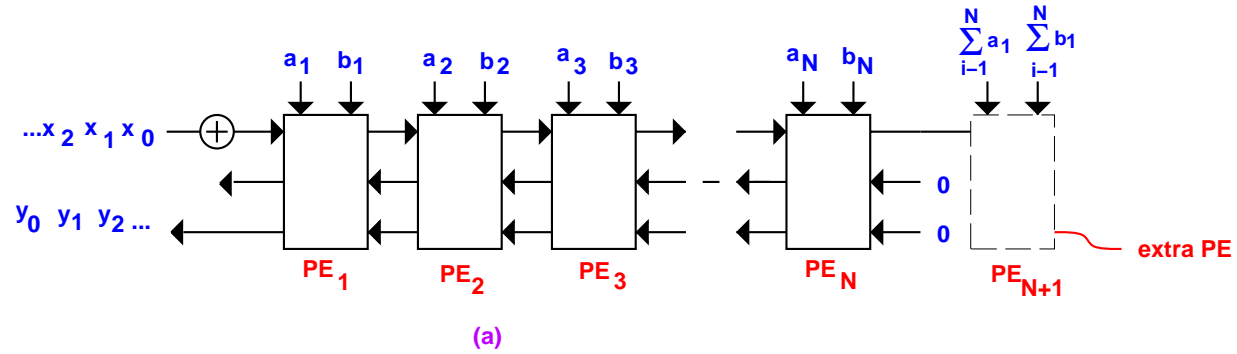 N N
∑ a1 ∑ b1
i–1 i–1
a1 b1 a2 b2 a3 b3 aN bN
...x2 x1 x0 +
0
y0 y1 y2 ...
0
extra PE
PE1 PE2 PE3 PEN PEN+1
(a)